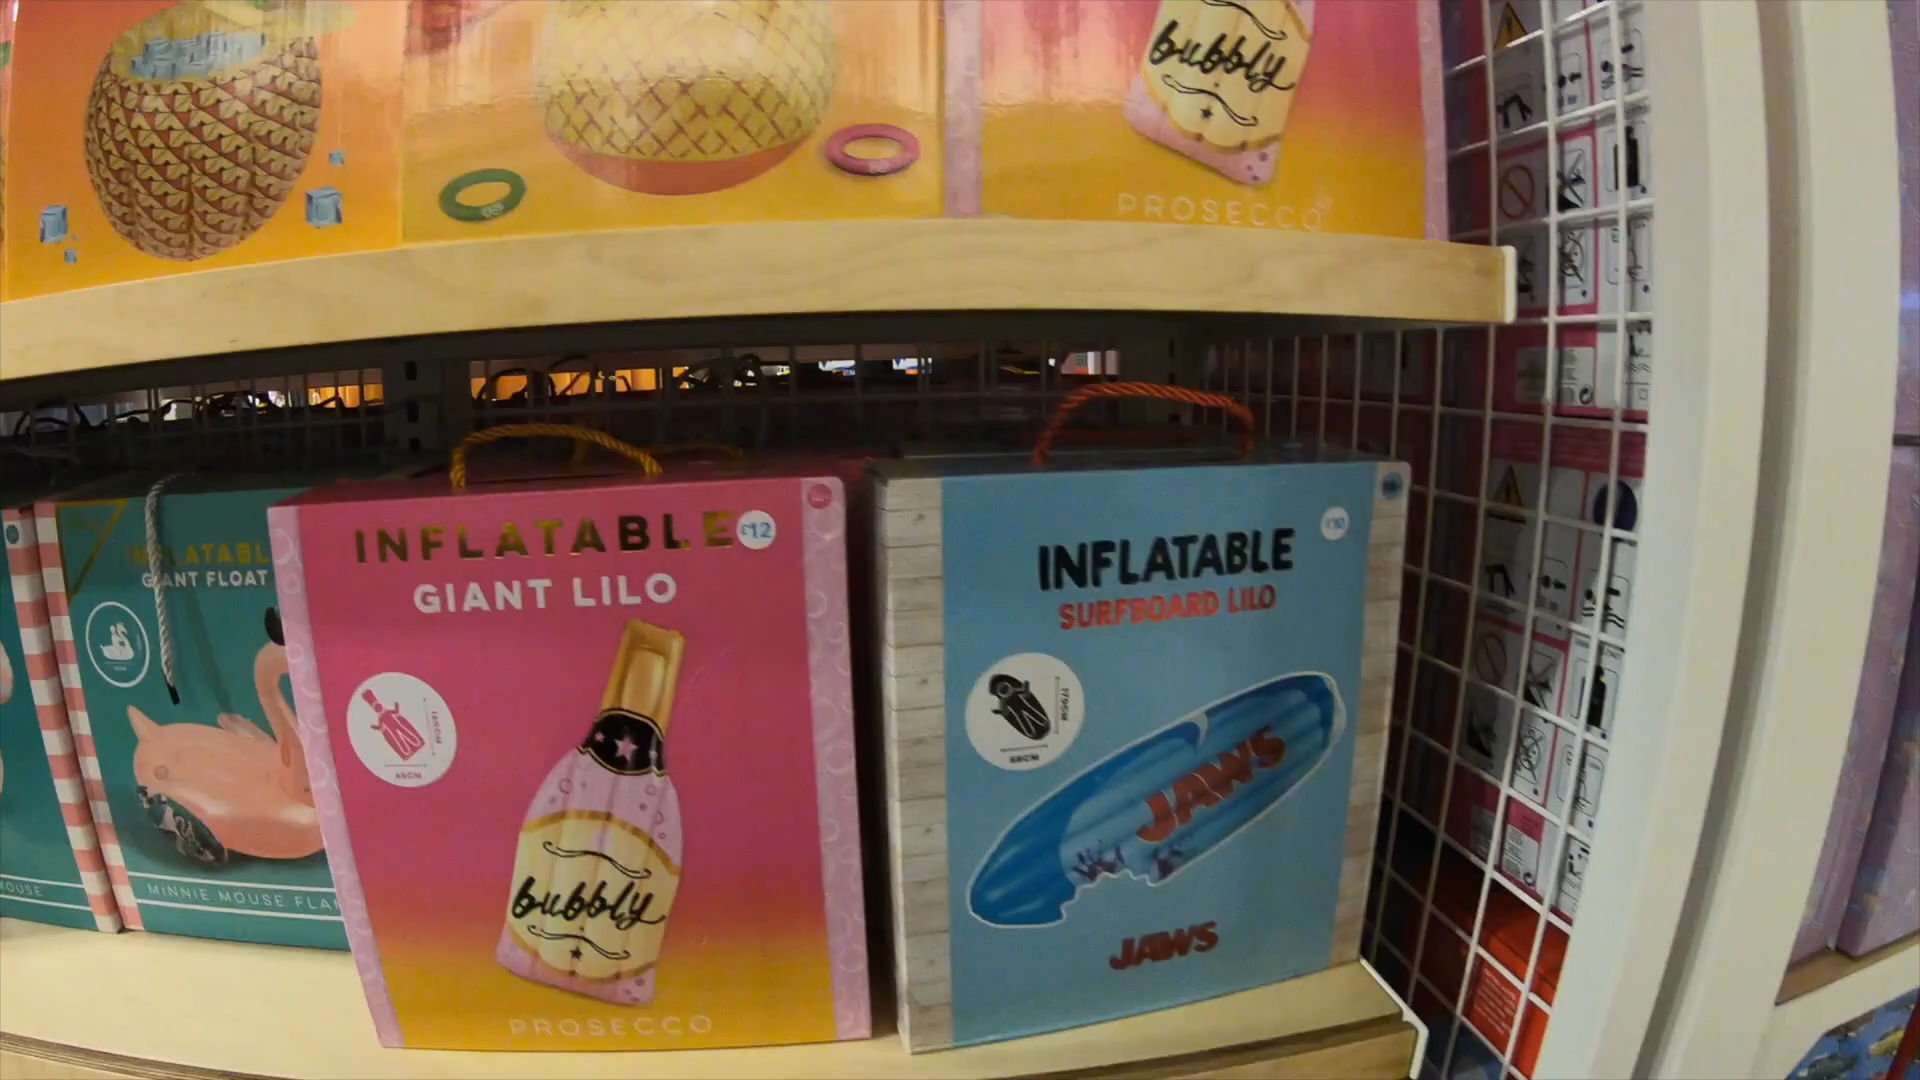 bubbly
PROSECCO
INFLATABLE
GIANT FLOAT
MINNIE MOUSE FLA
OUSE
INFLATABLE
£12
GIANT LILO
bubbly
PROSECCO
INFLATABLE
£10
SURFBOARD LILO
JAWS
JAWS